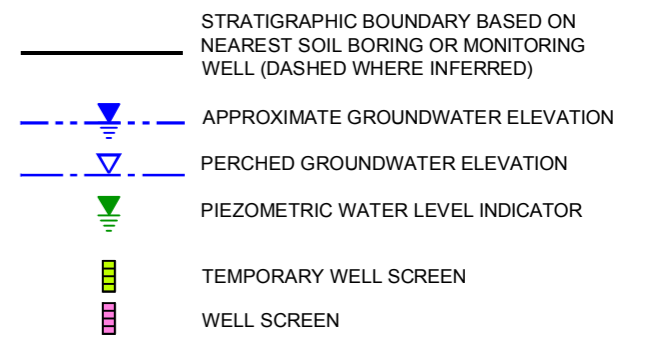 STRATIGRAPHIC BOUNDARY BASED ON
NEAREST SOIL BORING OR MONITORING
WELL (DASHED WHERE INFERRED)
APPROXIMATE GROUNDWATER ELEVATION
PERCHED GROUNDWATER ELEVATION
PIEZOMETRIC WATER LEVEL INDICATOR
TEMPORARY WELL SCREEN
WELL SCREEN